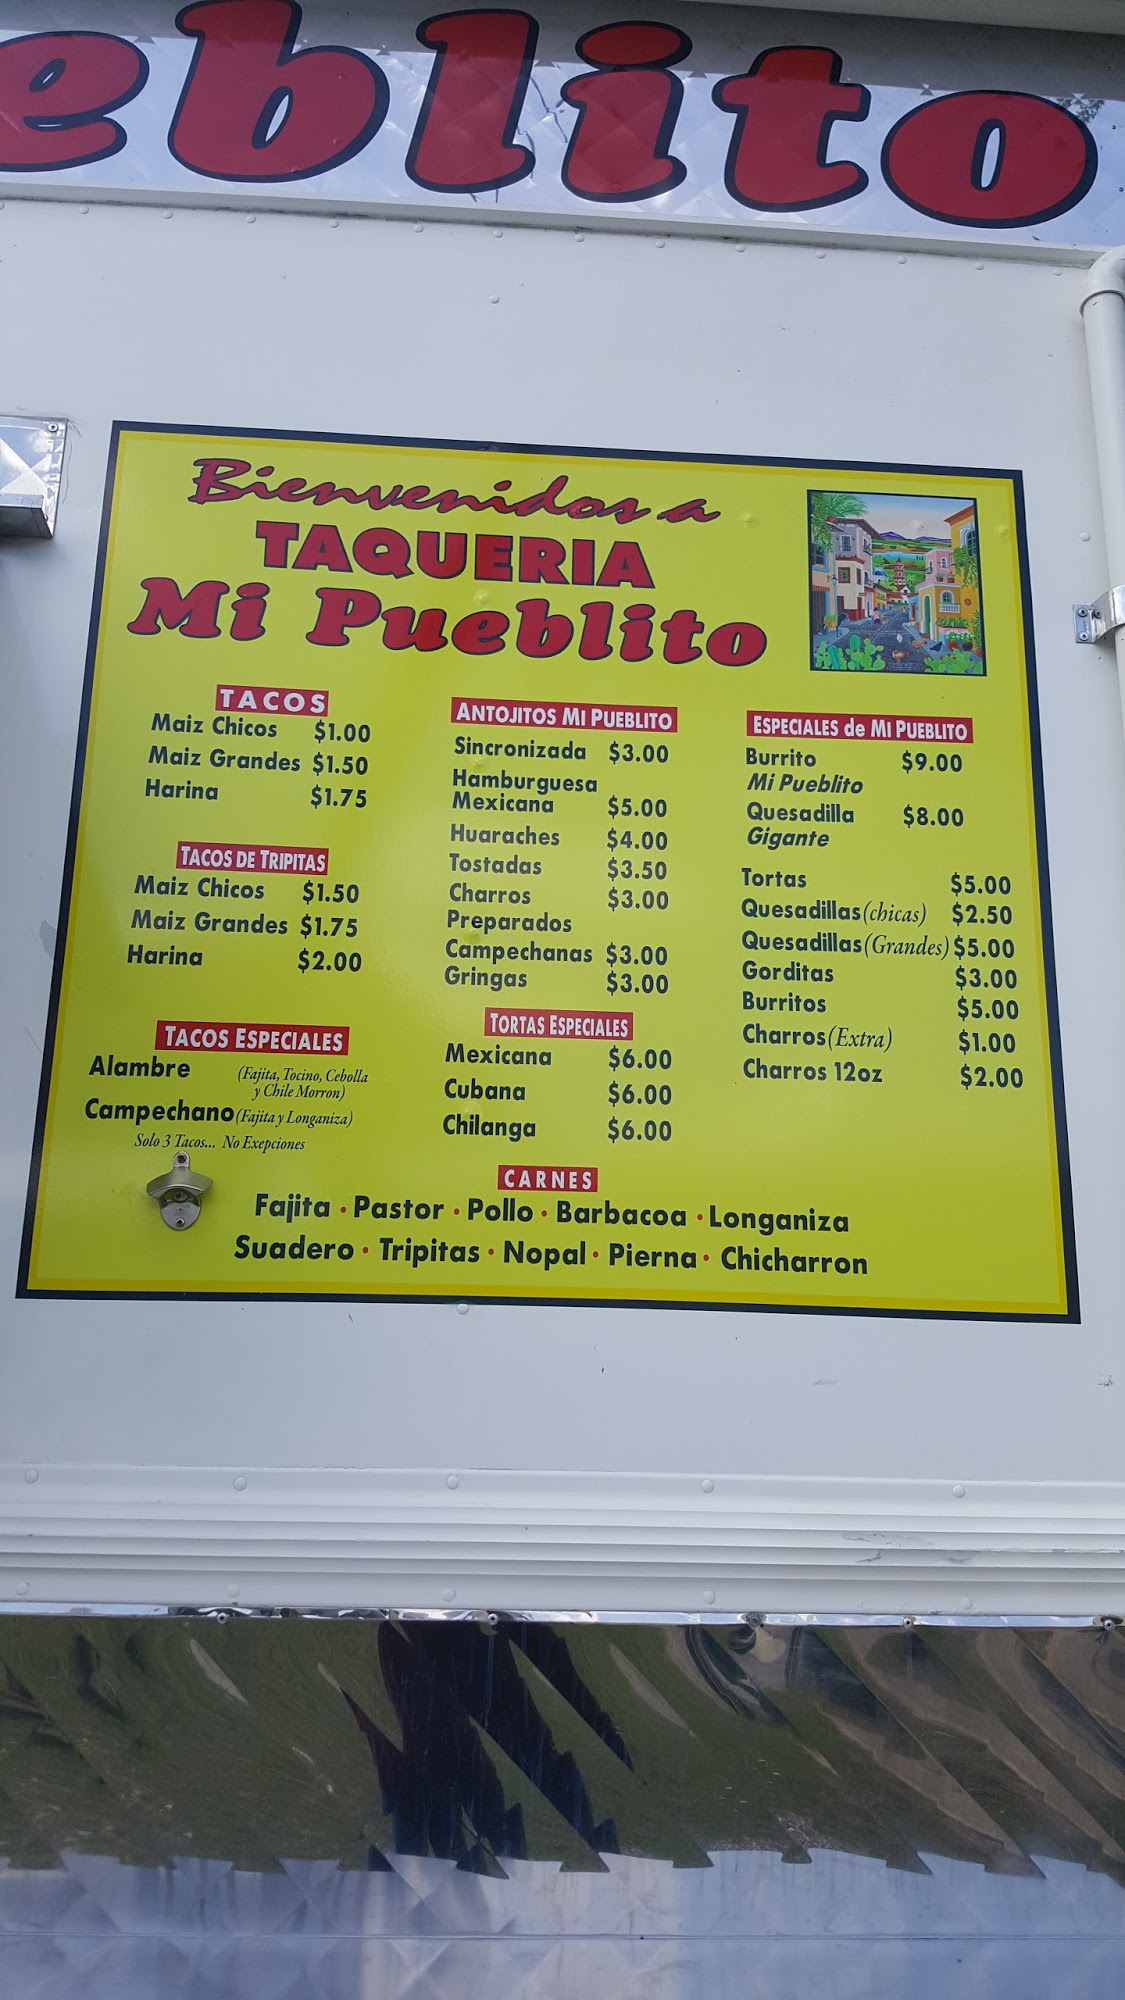 eblito
Bienvenidos a
TAQUERIA
Mi Pueblito
TACOS
Maiz Chicos $1.00
Maiz Grandes $1.50
Harina $1.75
TACOS DE TRIPITAS
Maiz Chicos $1.50
Maiz Grandes $1.75
Harina $2.00
TACOS ESPECIALES
Alambre (Fajita, Tocino, Cebolla
y Chile Morron)
Campechano (Fajita y Longaniza)
Solo 3 Tacos... No Exepciones
ANTOJITOS MI PUEBLITO
Sincronizada $3.00
Hamburguesa
Mexicana $5.00
Huaraches $4.00
Tostadas $3.50
Charros $3.00
Preparados
Campechanas $3.00
Gringas $3.00
TORTAS ESPECIALES
Mexicana $6.00
Cubana $6.00
Chilanga $6.00
ESPECIALES de MI PUEBLITO
Burrito $9.00
Mi Pueblito
Quesadilla $8.00
Gigante
Tortas $5.00
Quesadillas (chicas) $2.50
Quesadillas (Grandes) $5.00
Gorditas $3.00
Burritos $5.00
Charros (Extra) $1.00
Charros 12oz $2.00
CARNES
Fajita • Pastor • Pollo • Barbacoa • Longaniza
Suadero • Tripitas • Nopal • Pierna • Chicharron